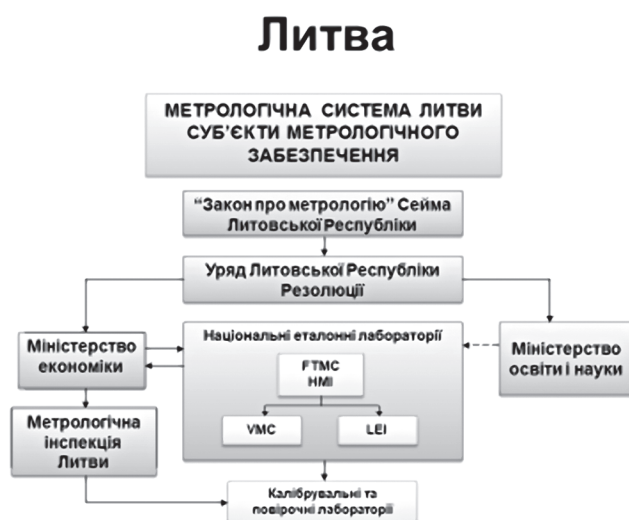 Литва
МЕТРОЛОГІЧНА СИСТЕМА ЛИТВИ
СУБ'ЄКТИ МЕТРОЛОГІЧНОГО
ЗАБЕЗПЕЧЕННЯ
“Закон про метрологію” Сейма
Литовської Республіки
Уряд Литовської Республіки
Резолюції
Міністерство
економіки
Національні еталонні лабораторії
FTMC
НМІ
VMC
LEI
Міністерство
освіти і науки
Метрологічна
інспекція
Литви
Калібрувальні та
повірочні лабораторії